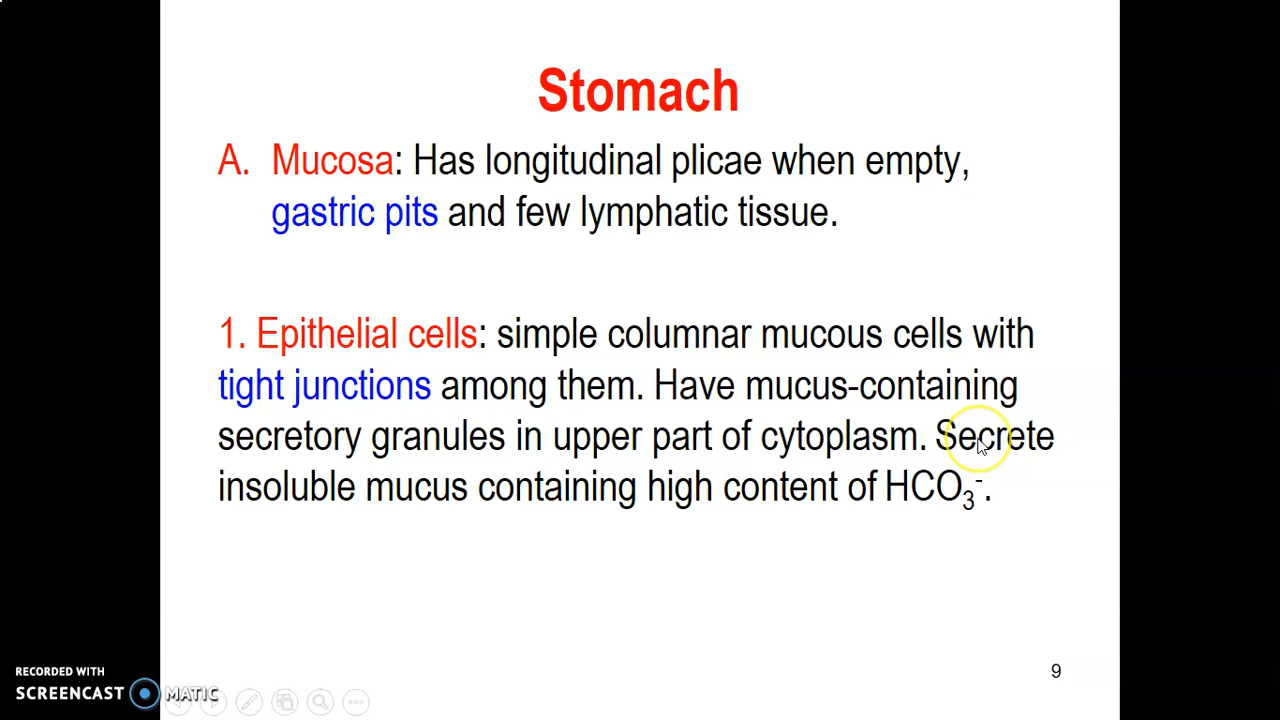 Stomach
A. Mucosa: Has longitudinal plicae when empty,
gastric pits and few lymphatic tissue.
1. Epithelial cells: simple columnar mucous cells with
tight junctions among them. Have mucus-containing
secretory granules in upper part of cytoplasm. Secrete
insoluble mucus containing high content of HCO₃⁻.
9
RECORDED WITH
SCREENCAST MATIC